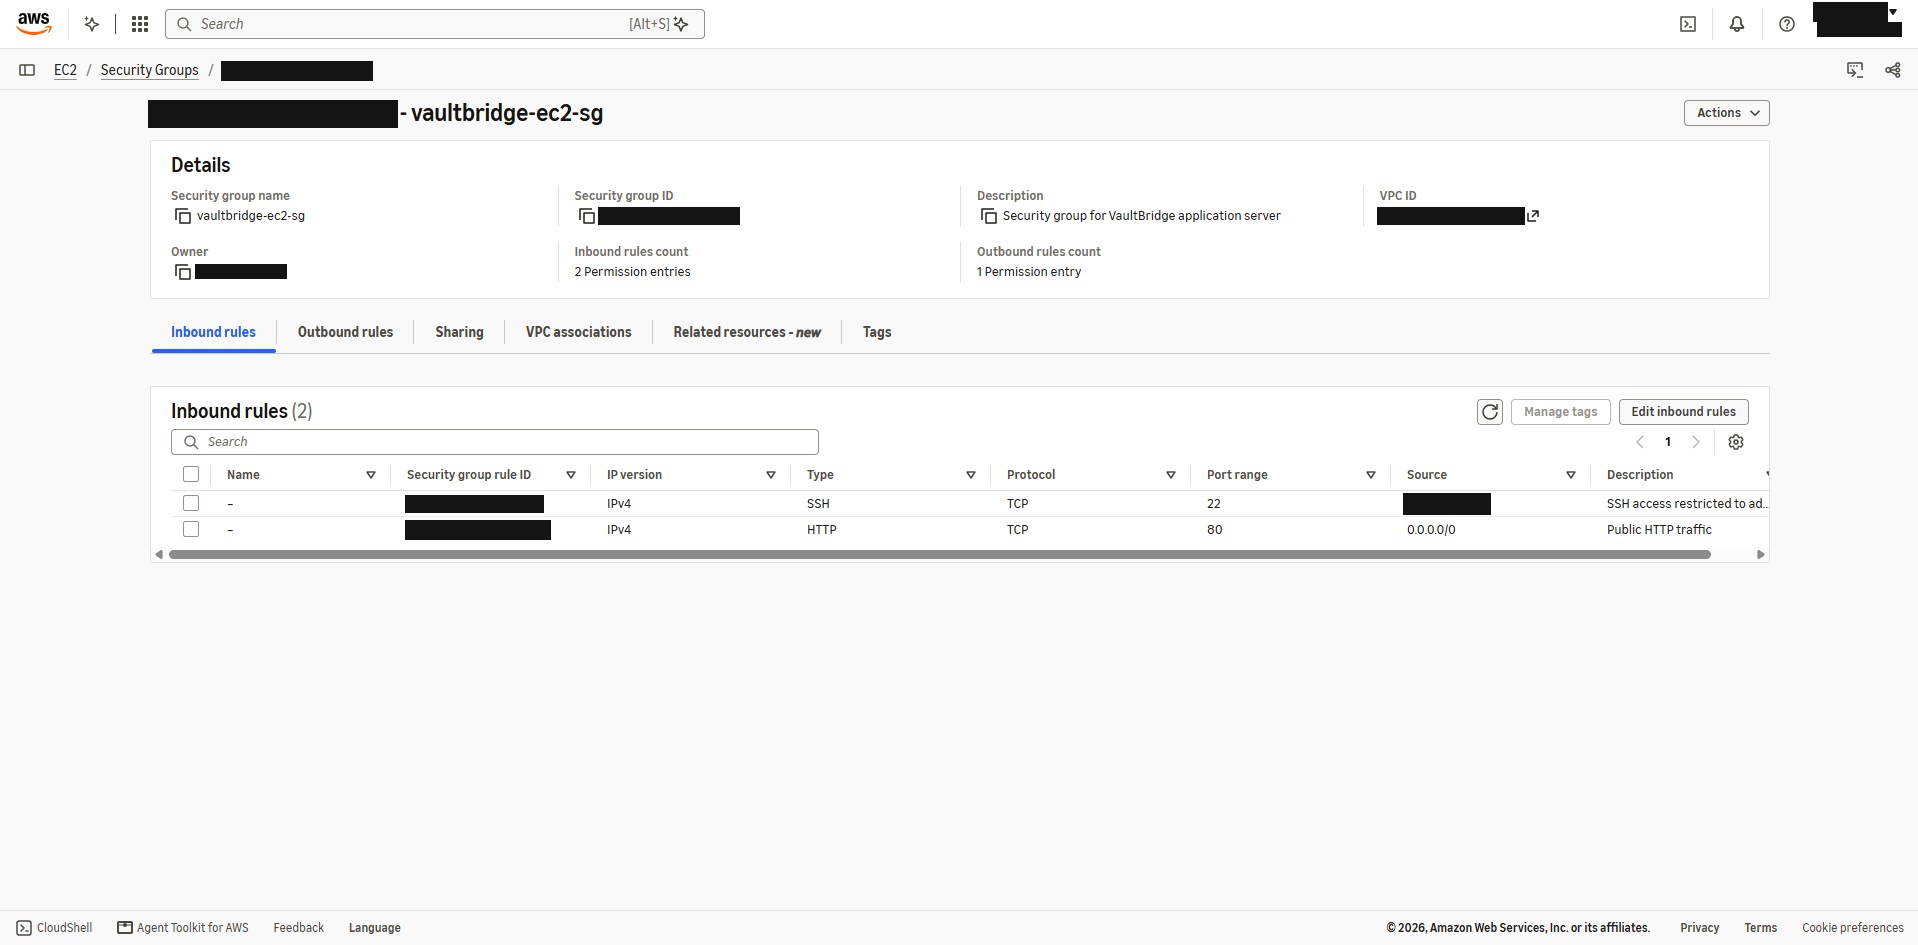 aws
Search [Alt+S]
EC2 / Security Groups /
- vaultbridge-ec2-sg
Actions
Details
Security group name
vaultbridge-ec2-sg
Security group ID
Description
Security group for VaultBridge application server
VPC ID
Owner
Inbound rules count
2 Permission entries
Outbound rules count
1 Permission entry
Inbound rules Outbound rules Sharing VPC associations Related resources - new Tags
Inbound rules (2)
Manage tags Edit inbound rules
Search
1
Name Security group rule ID IP version Type Protocol Port range Source Description
– IPv4 SSH TCP 22 SSH access restricted to ad...
– IPv4 HTTP TCP 80 0.0.0.0/0 Public HTTP traffic
CloudShell Agent Toolkit for AWS Feedback Language © 2026, Amazon Web Services, Inc. or its affiliates. Privacy Terms Cookie preferences